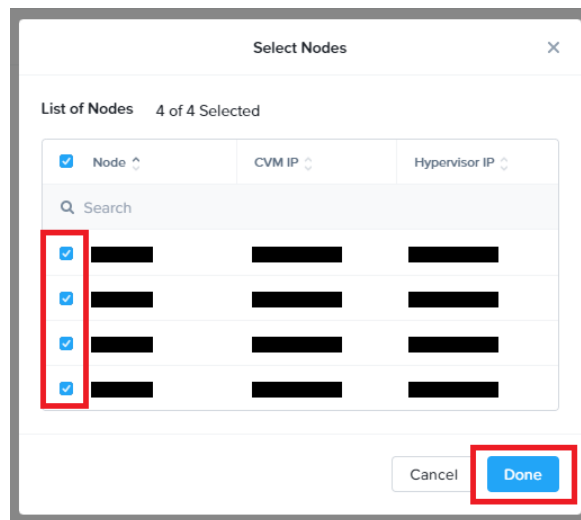 Select Nodes
List of Nodes 4 of 4 Selected
Node CVM IP Hypervisor IP
Search
Cancel Done